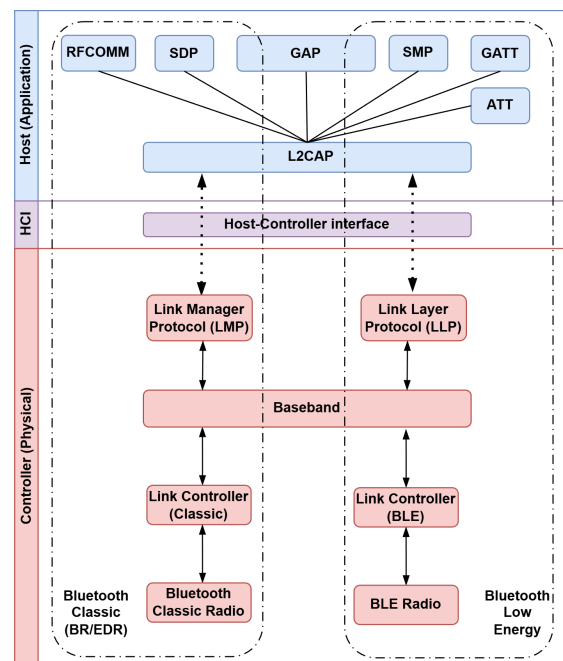 Host (Application)
RFCOMM
SDP
GAP
SMP
GATT
ATT
L2CAP
HCI
Host-Controller interface
Controller (Physical)
Link Manager
Protocol (LMP)
Link Layer
Protocol (LLP)
Baseband
Link Controller
(Classic)
Link Controller
(BLE)
Bluetooth
Classic
(BR/EDR)
Bluetooth
Classic Radio
BLE Radio
Bluetooth
Low
Energy